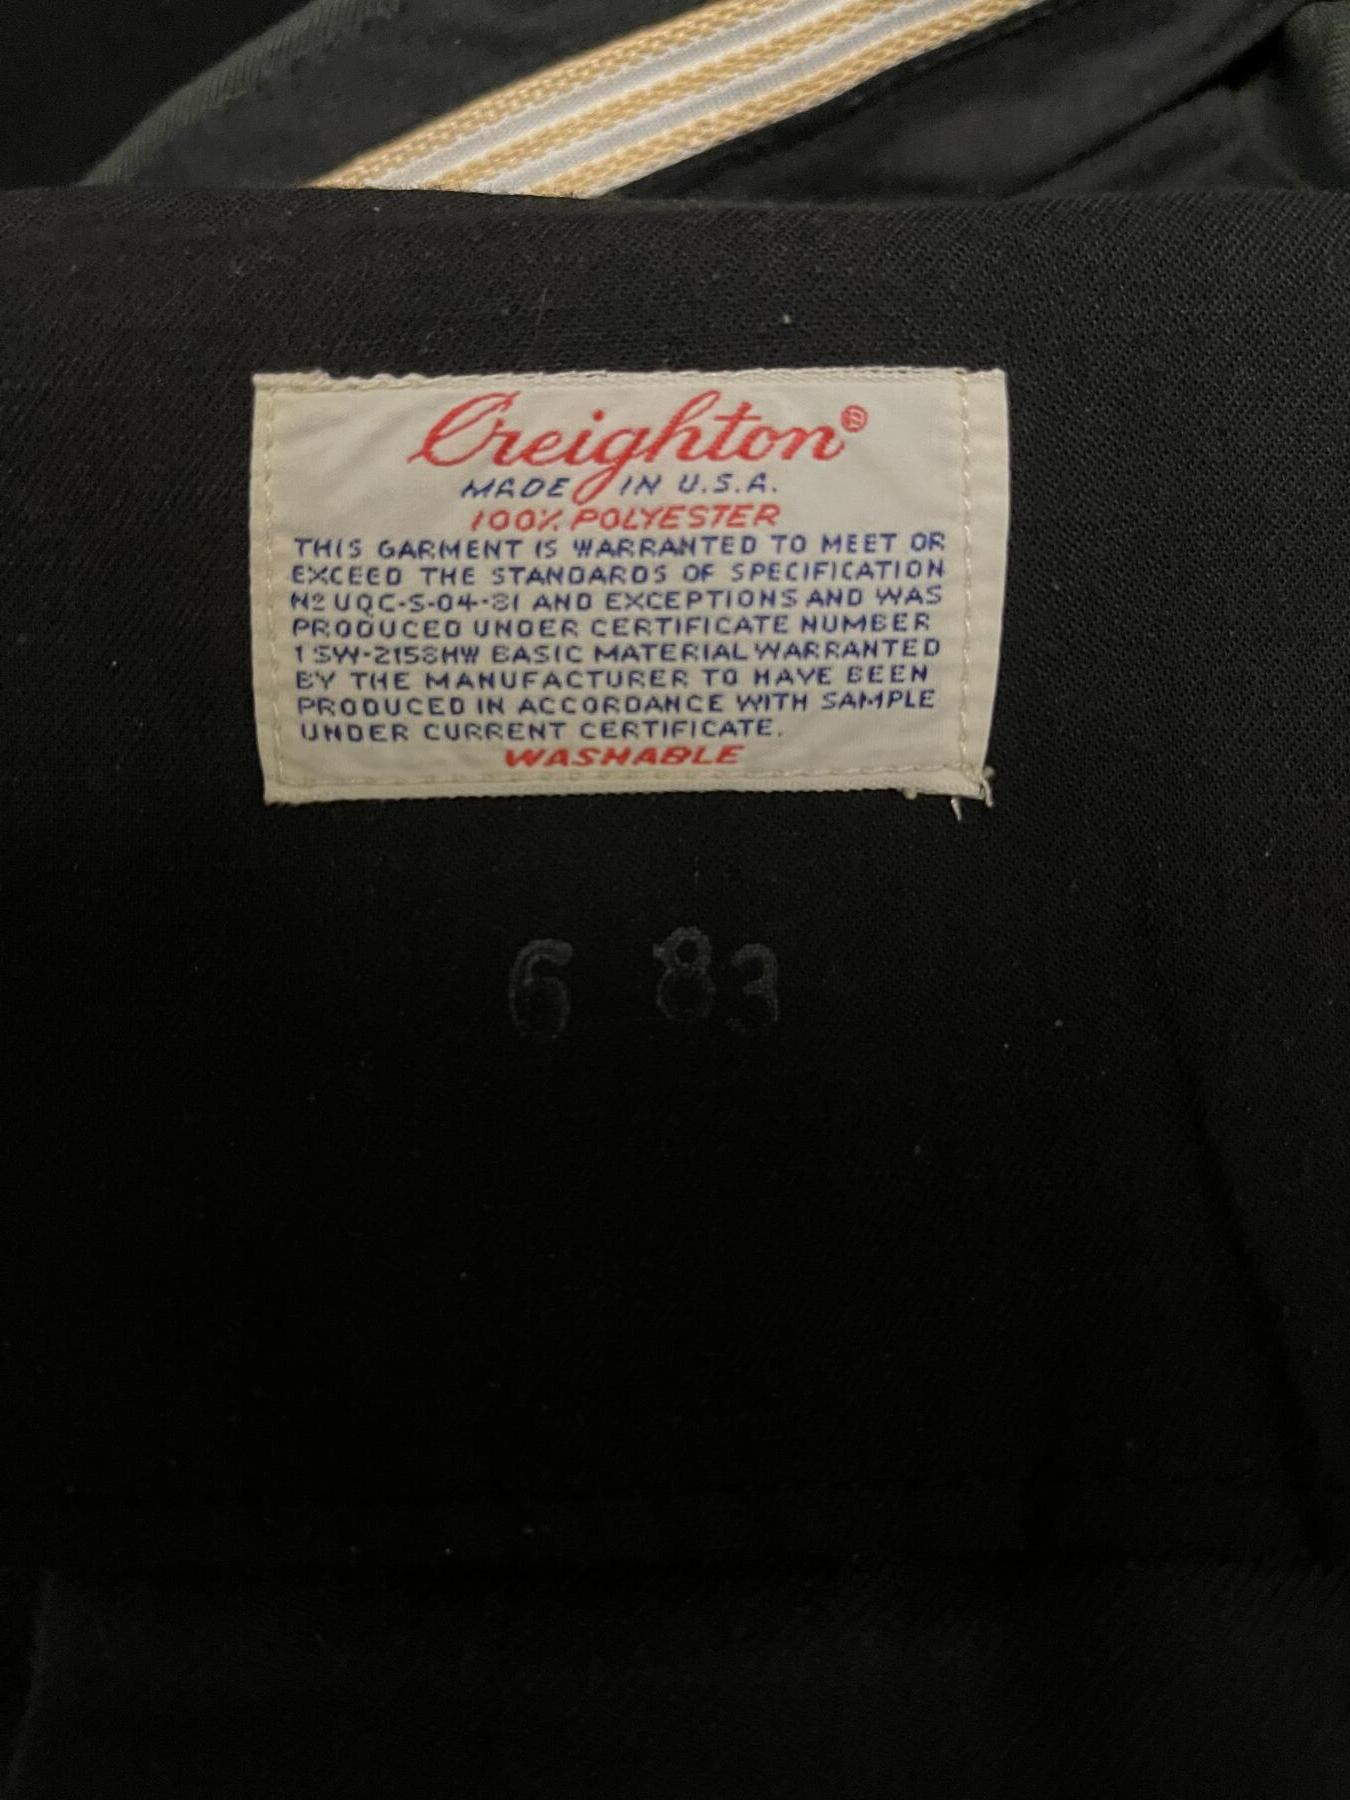 Creighton®
MADE IN U.S.A.
100% POLYESTER
THIS GARMENT IS WARRANTED TO MEET OR
EXCEED THE STANDARDS OF SPECIFICATION
Nº UQC-S-04-81 AND EXCEPTIONS AND WAS
PRODUCED UNDER CERTIFICATE NUMBER
1 SW-2158HW BASIC MATERIAL WARRANTED
BY THE MANUFACTURER TO HAVE BEEN
PRODUCED IN ACCORDANCE WITH SAMPLE
UNDER CURRENT CERTIFICATE.
WASHABLE
6 83